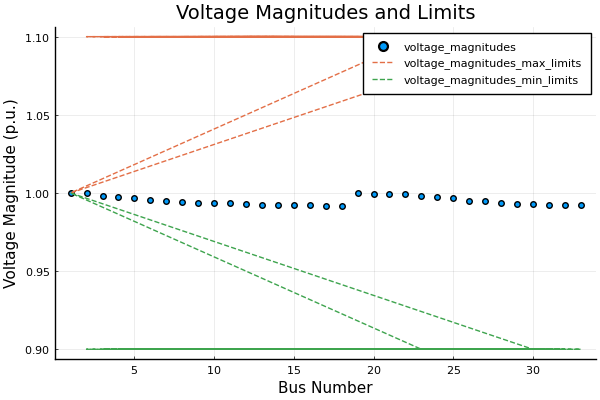 Voltage Magnitudes and Limits
voltage_magnitudes
voltage_magnitudes_max_limits
voltage_magnitudes_min_limits
Voltage Magnitude (p.u.)
1.10
1.05
1.00
0.95
0.90
5 10 15 20 25 30
Bus Number